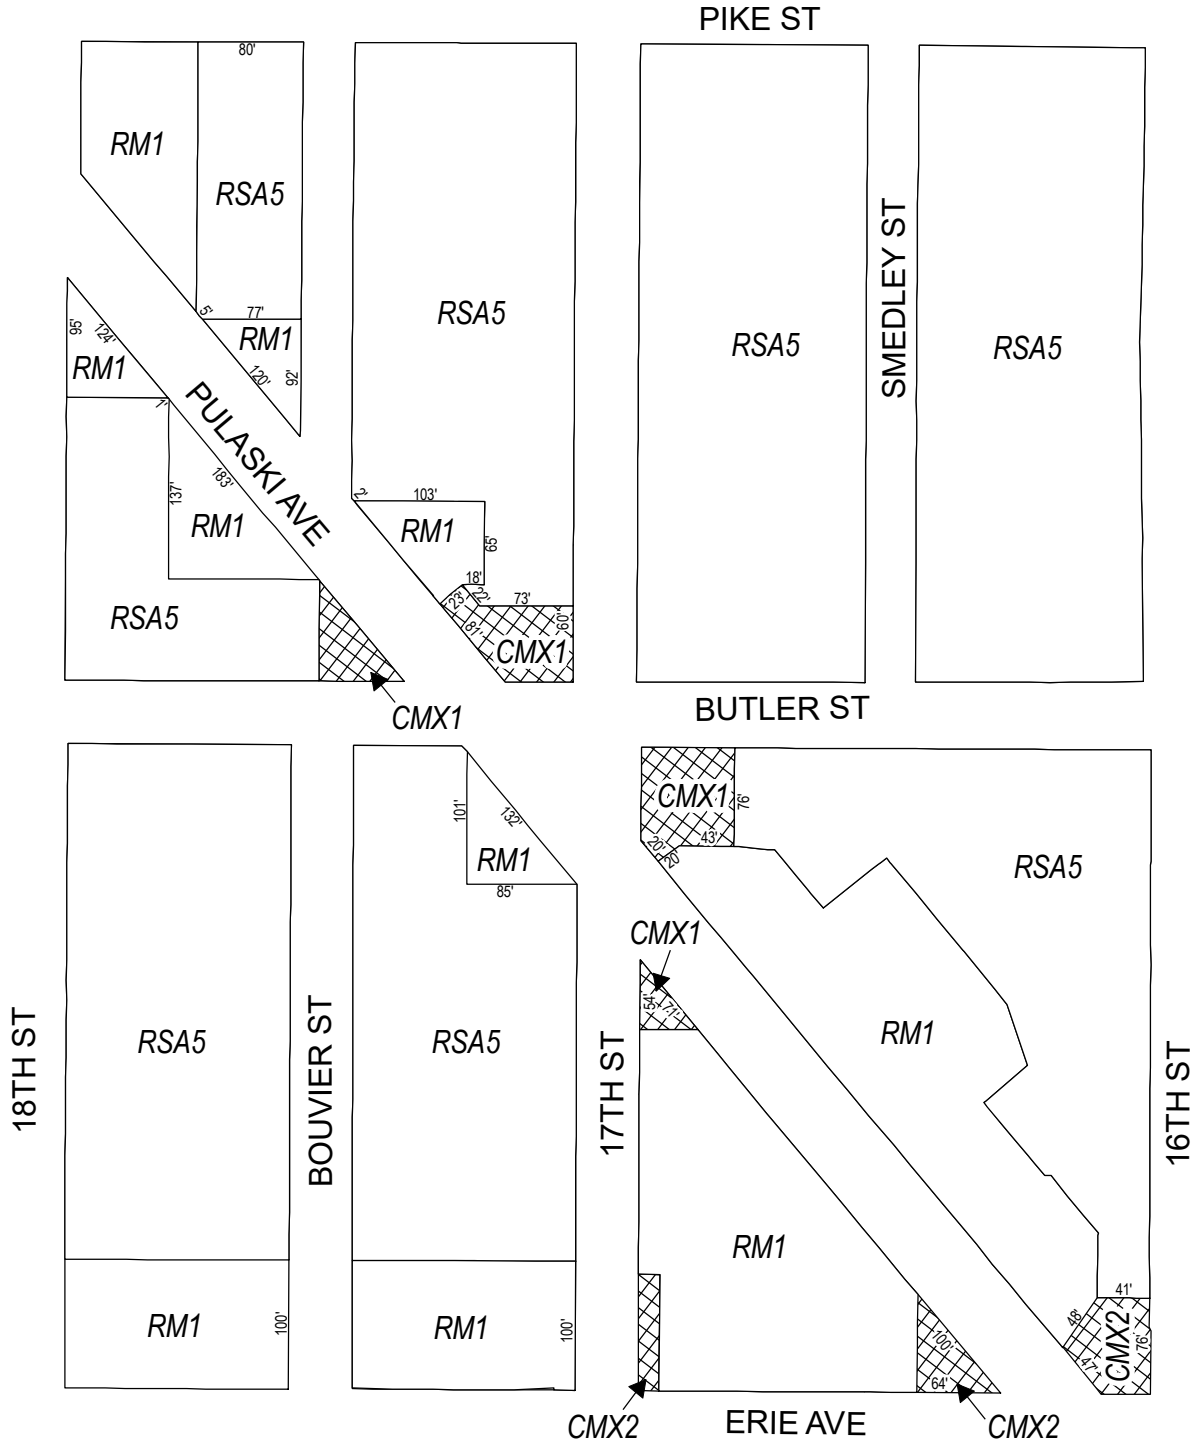 PIKE ST
80'
RM1
RSA5
RSA5
RSA5
SMEDLEY ST
RSA5
5'
77'
RM1
120'
92'
95'
124'
RM1
1'
PULASKI AVE
183'
137'
RM1
2'
103'
RM1
65'
18'
23'
22'
73'
81'
60'
CMX1
RSA5
CMX1
BUTLER ST
101'
132'
RM1
85'
CMX1
76'
43'
20'
20'
RSA5
CMX1
54'
71'
18TH ST
RSA5
BOUVIER ST
RSA5
17TH ST
RM1
16TH ST
RM1
RM1
100'
RM1
100'
100'
64'
41'
48'
47'
CMX2
76'
CMX2
ERIE AVE
CMX2